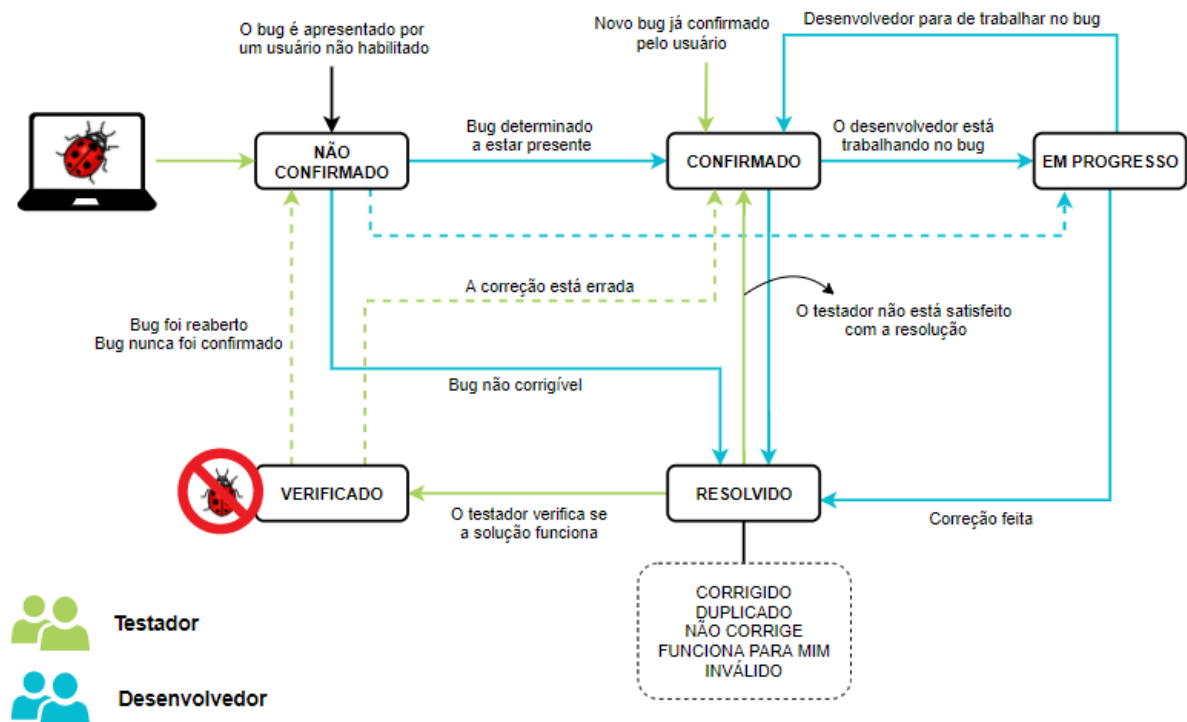 O bug é apresentado por
um usuário não habilitado
Novo bug já confirmado
pelo usuário
Desenvolvedor para de trabalhar no bug
NÃO
CONFIRMADO
Bug determinado
a estar presente
CONFIRMADO
O desenvolvedor está
trabalhando no bug
EM PROGRESSO
A correção está errada
O testador não está satisfeito
com a resolução
Bug foi reaberto
Bug nunca foi confirmado
Bug não corrigível
VERIFICADO
O testador verifica se
a solução funciona
RESOLVIDO
Correção feita
CORRIGIDO
DUPLICADO
NÃO CORRIGE
FUNCIONA PARA MIM
INVÁLIDO
Testador
Desenvolvedor